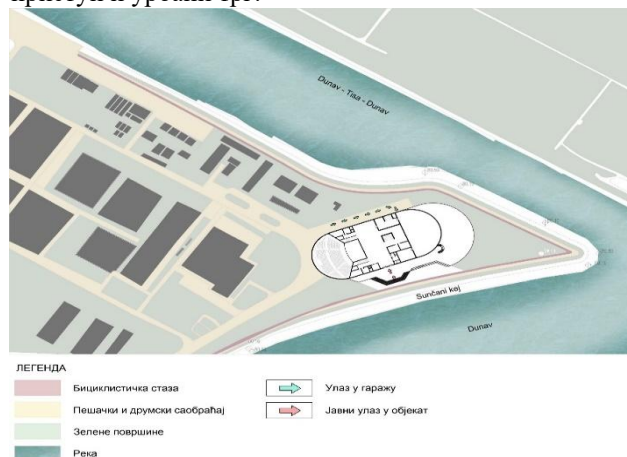 Dunav - Tisa - Dunav
Sunčani kej
Dunav
ЛЕГЕНДА
Бициклистичка стаза
Улаз у гаражу
Пешачки и друмски саобраћај
Јавни улаз у објекат
Зелене површине
Река